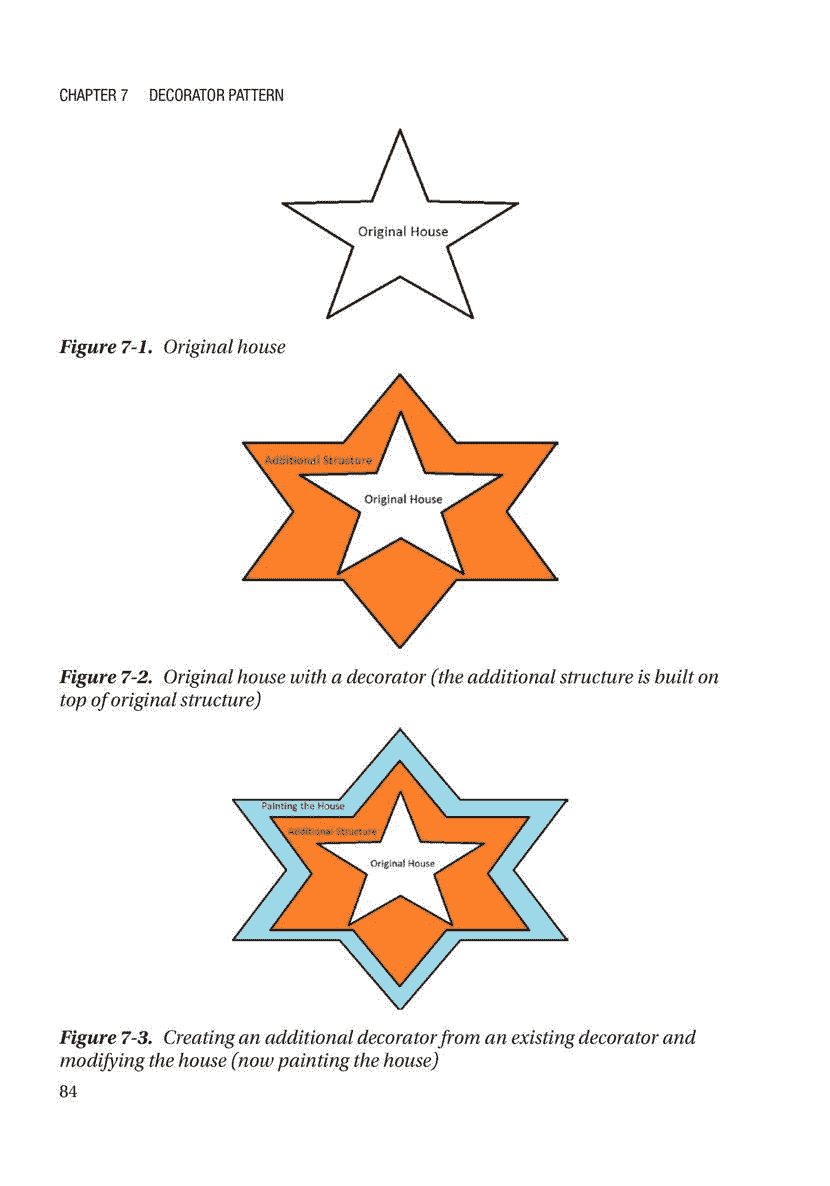 CHAPTER 7 DECORATOR PATTERN
Original House
Figure 7-1. Original house
Additional Structure
Original House
Figure 7-2. Original house with a decorator (the additional structure is built on
top of original structure)
Painting the House
Additional Structure
Original House
Figure 7-3. Creating an additional decorator from an existing decorator and
modifying the house (now painting the house)
84